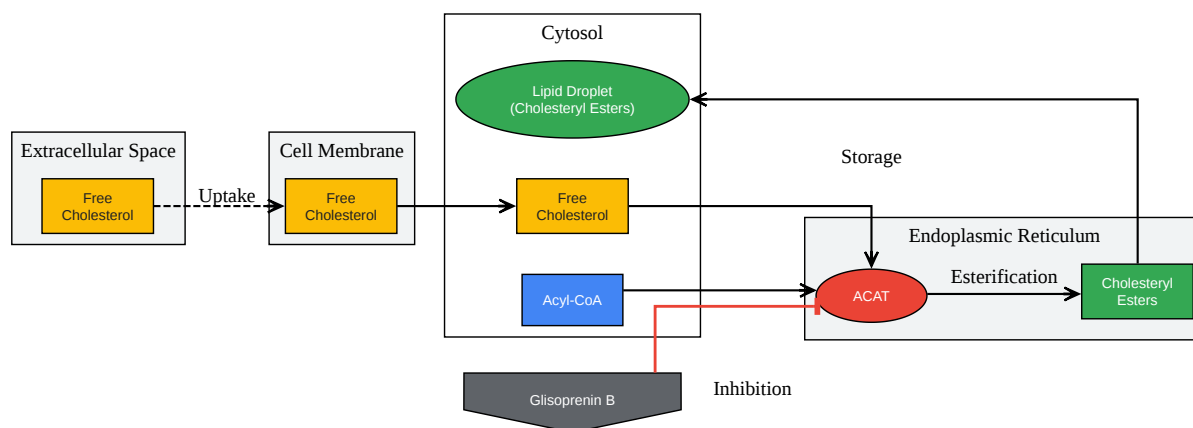 Cytosol
Lipid Droplet
(Cholesteryl Esters)
Extracellular Space
Free
Cholesterol
Uptake
Cell Membrane
Free
Cholesterol
Free
Cholesterol
Storage
Endoplasmic Reticulum
Acyl-CoA
ACAT
Esterification
Cholesteryl
Esters
Glisoprenin B
Inhibition